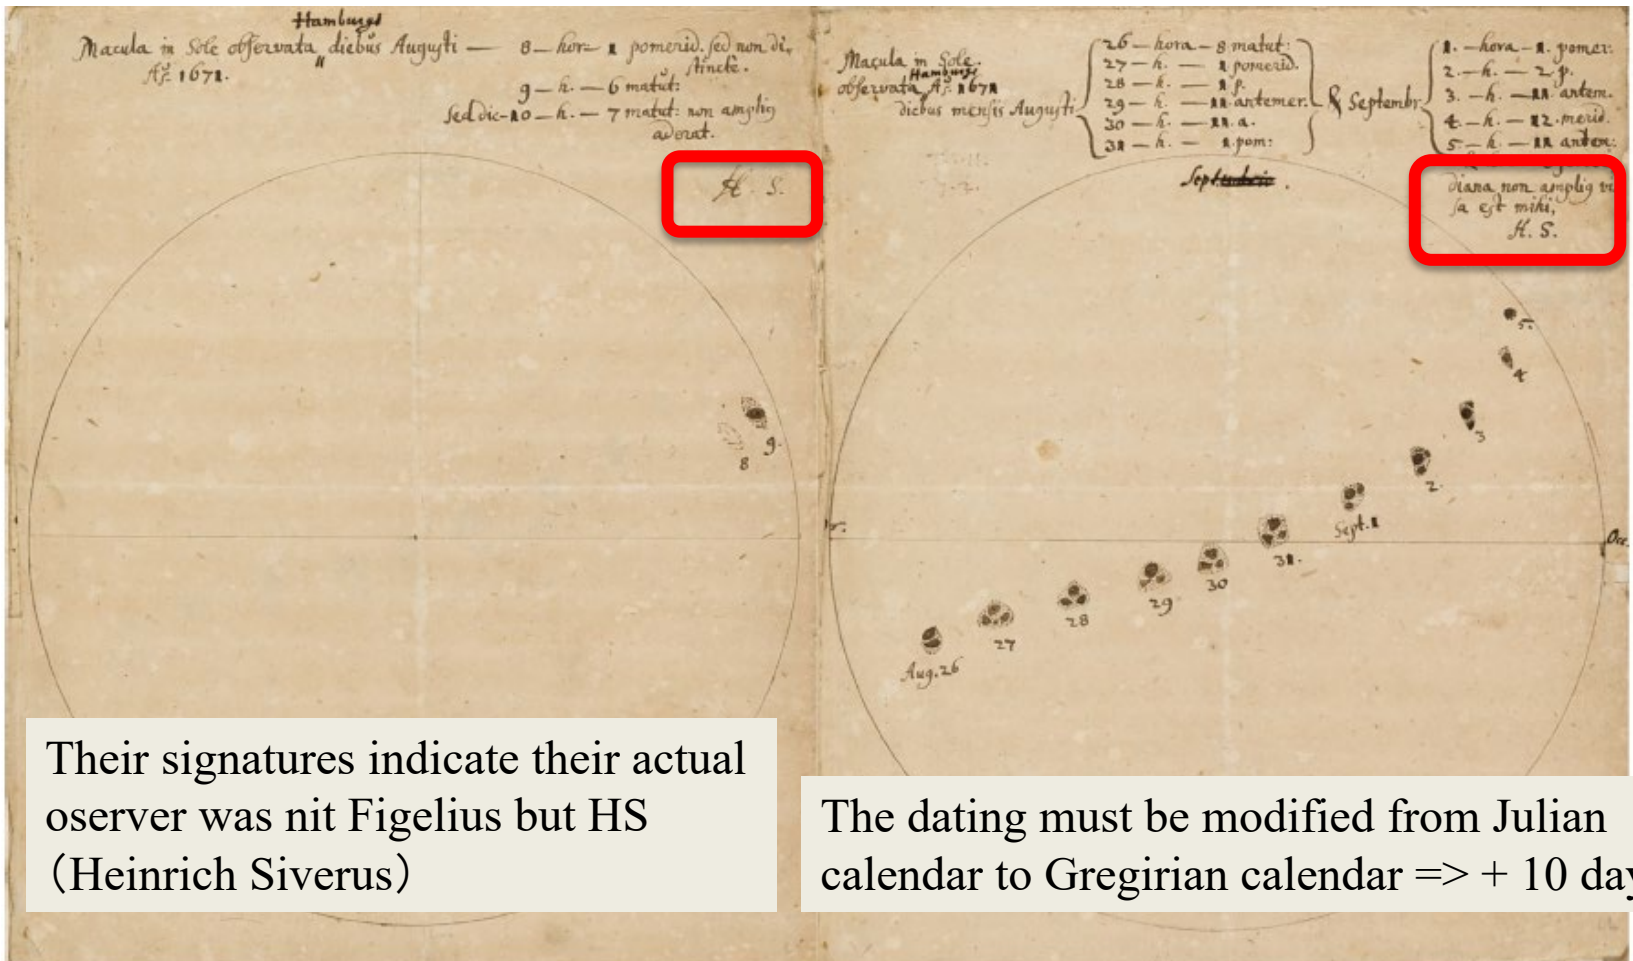 Hamburgi
Macula in Sole observata diebus Augusti — 8 — hor — 1 pomerid. sed non di-
stincte.
Aº. 1671.
9 — h. — 6 matut:
sed die — 10 — h. — 7 matut: non amplig
aderat.
H. S.
9.
8
Macula in Sole.
Hamburgi
observata Aº. 1671
diebus mensis Augusti
26 — hora — 8 matut:
27 — h. — 1 pomerid.
28 — h. — 1 p.
29 — h. — 11. antemer.
30 — h. — 11. a.
31 — h. — 1. pom:
& Septembr
1. — hora — 1. pomer:
2. — h. — 2 p.
3. — h. — 11 antem.
4. — h. — 12. merid.
5 — h. — 11 antem:
diana non amplig vi
sa est mihi,
H. S.
5.
4
3
2.
Sept. 1
31.
30
29
28
27
Aug. 26
Occ.
Their signatures indicate their actual
oserver was nit Figelius but HS
（Heinrich Siverus）
The dating must be modified from Julian
calendar to Gregirian calendar => + 10 day